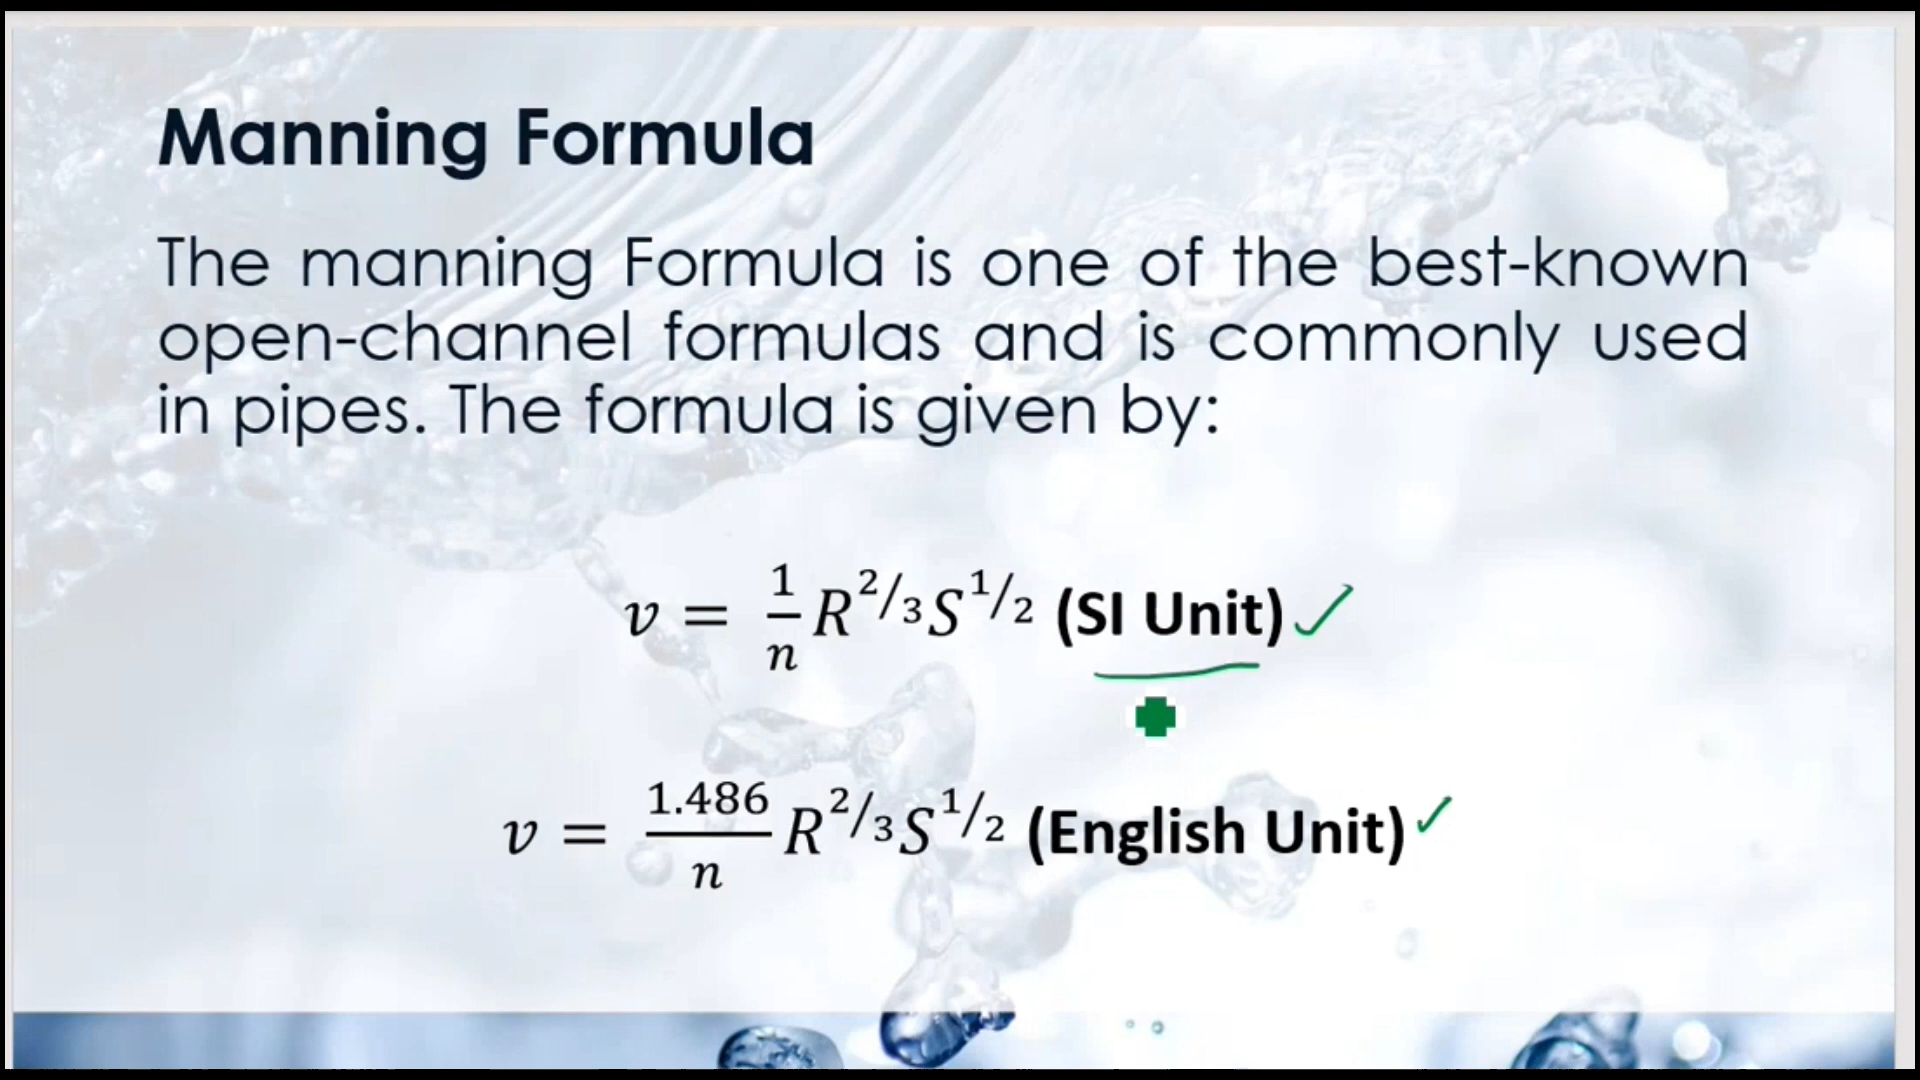 Manning Formula
The manning Formula is one of the best-known
open-channel formulas and is commonly used
in pipes. The formula is given by:
v = 1/n R^2/3 S^1/2 (SI Unit) ✓
v = 1.486/n R^2/3 S^1/2 (English Unit) ✓